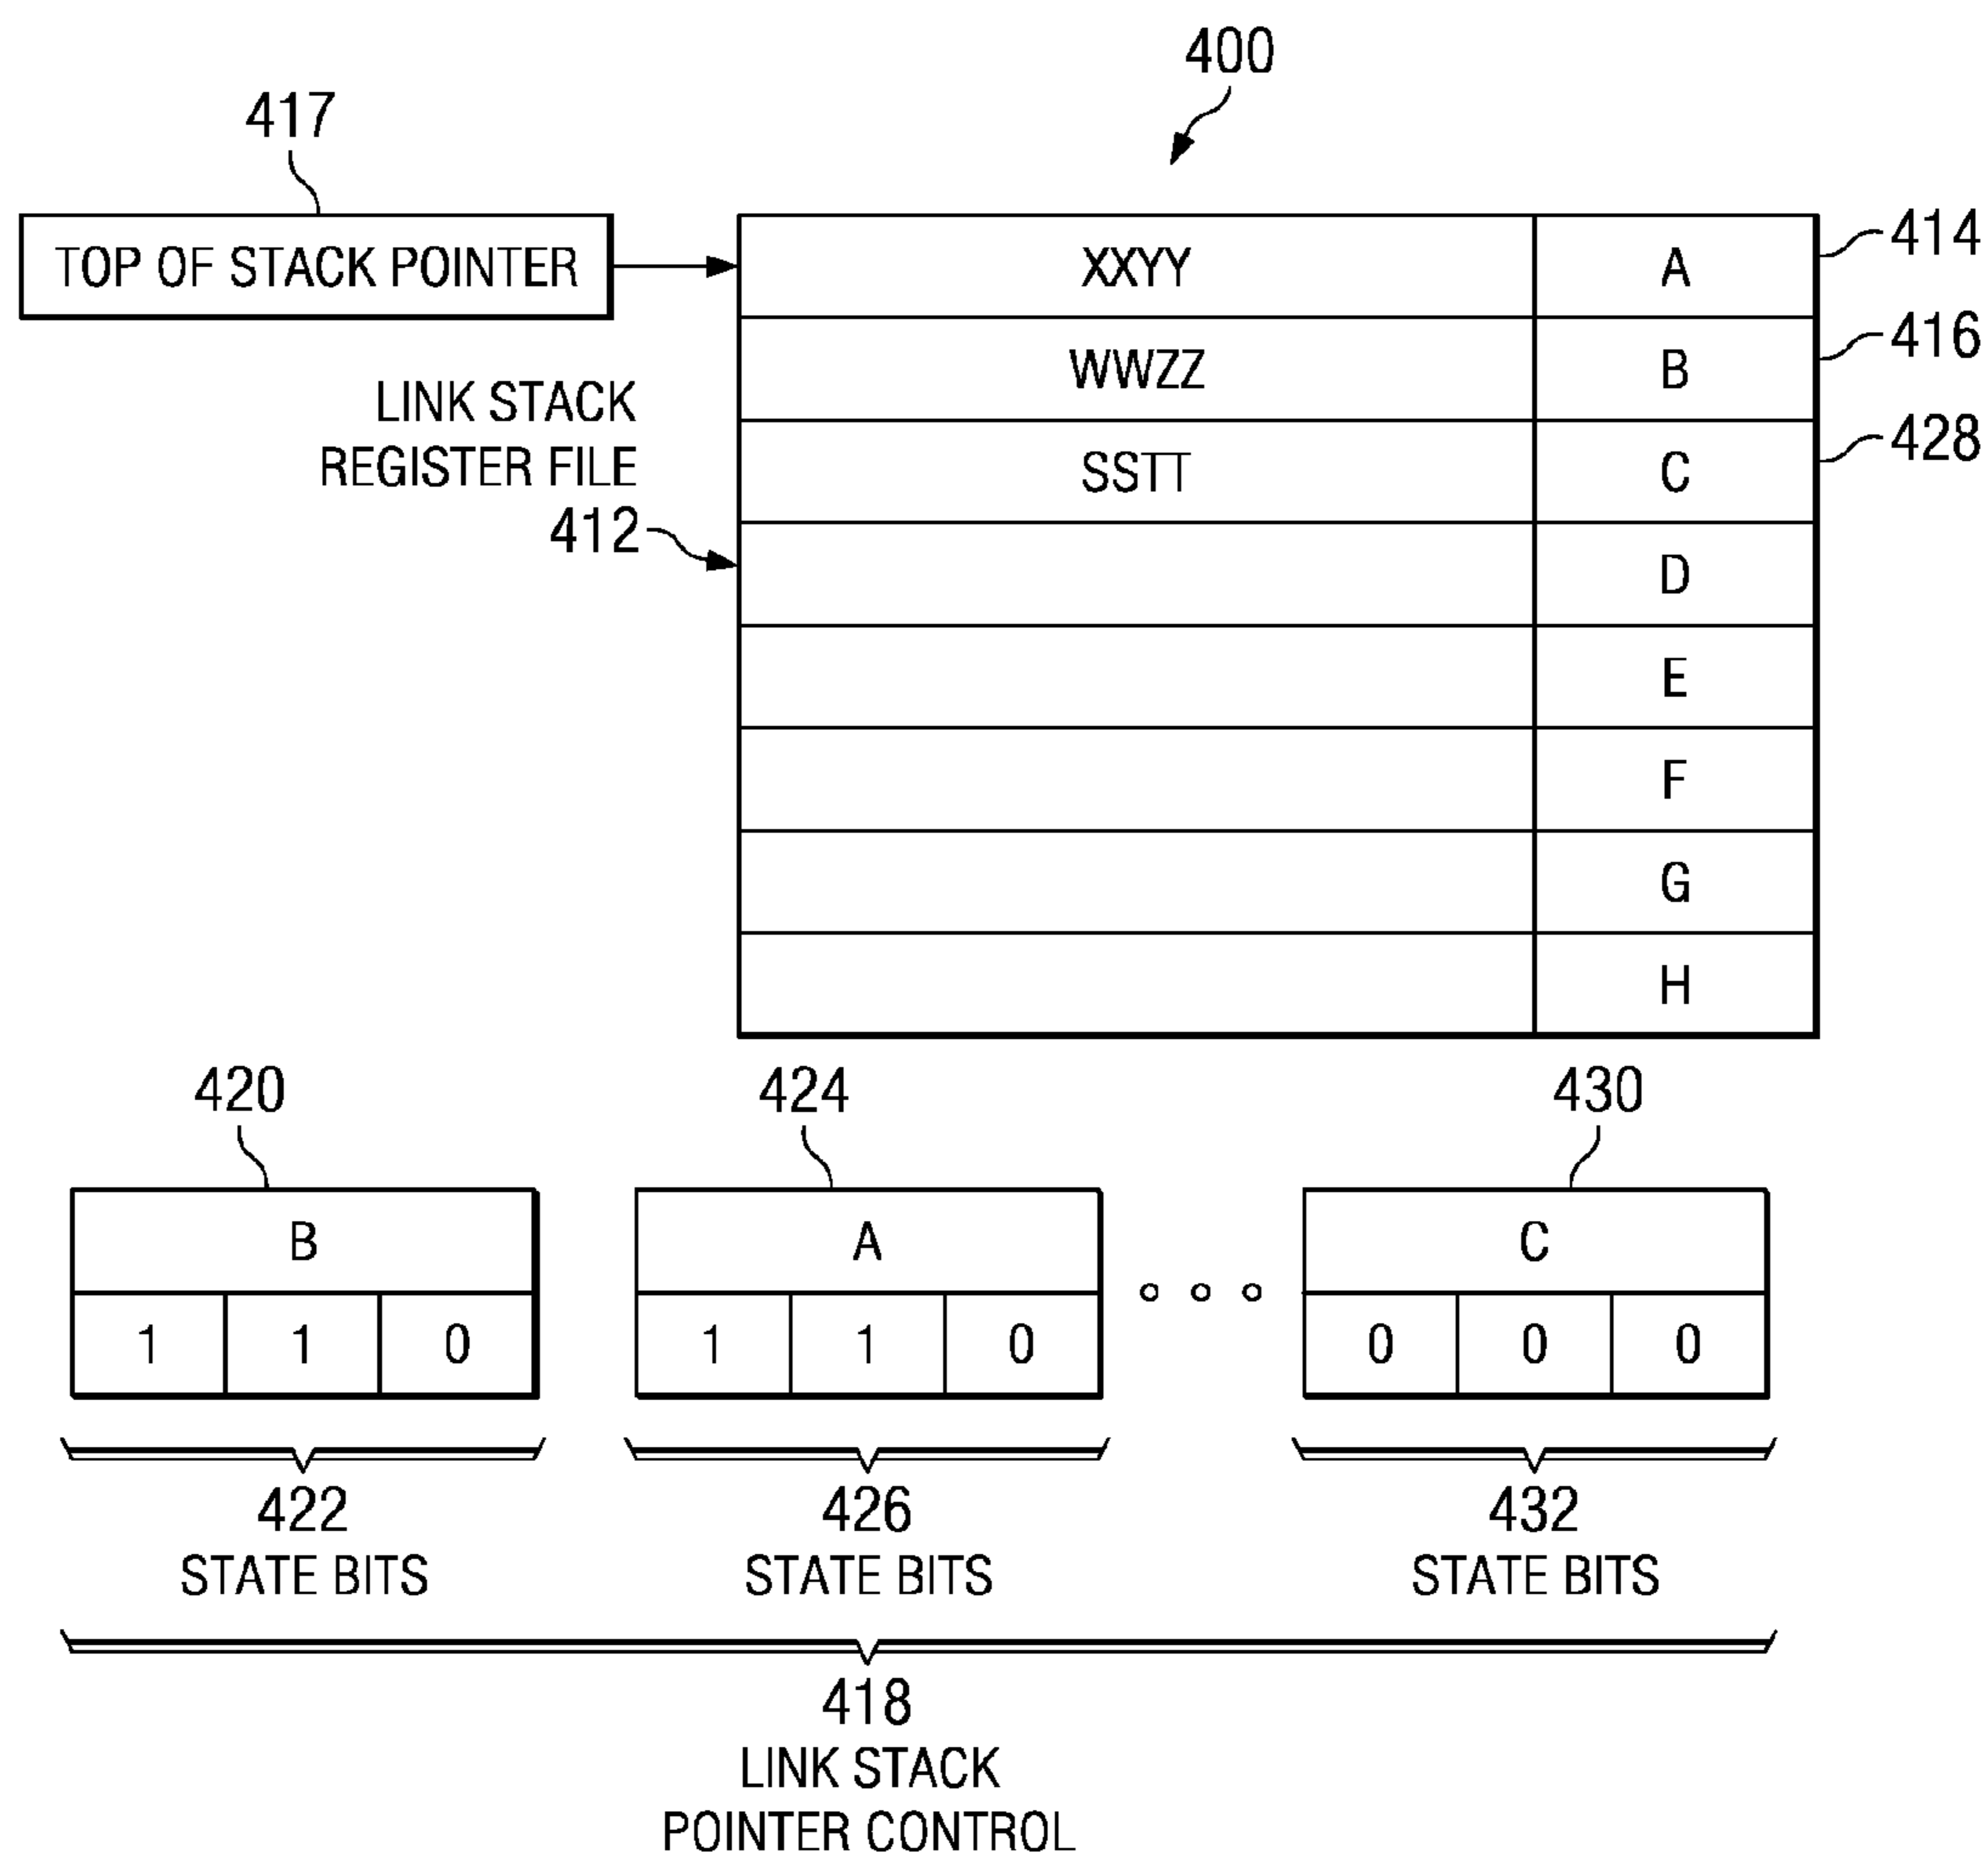 400
417
TOP OF STACK POINTER
XXYY A 414
WWZZ B 416
LINK STACK
REGISTER FILE
412
SSTT C 428
D
E
F
G
H
420 424 430
B A C
1 1 0 1 1 0 0 0 0
422 426 432
STATE BITS STATE BITS STATE BITS
418
LINK STACK
POINTER CONTROL